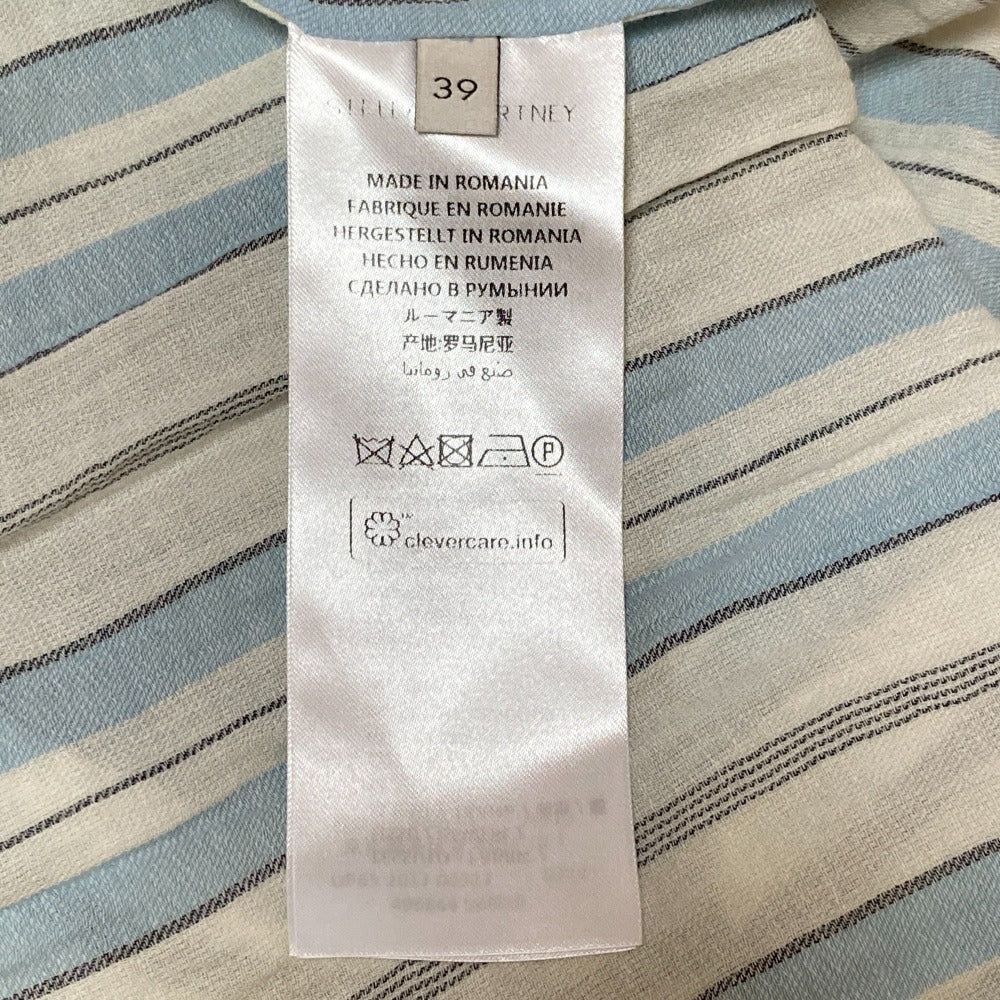 39
RTNEY
MADE IN ROMANIA
FABRIQUE EN ROMANIE
HERGESTELLT IN ROMANIA
HECHO EN RUMENIA
СДЕЛАНО В РУМЫНИИ
ルーマニア製
产地:罗马尼亚
صنع في رومانيا
P
clevercare.info